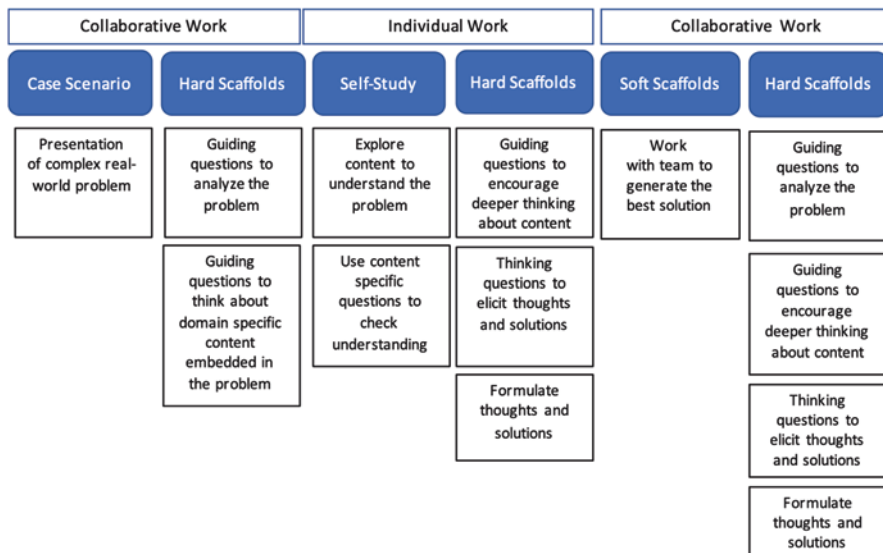 Collaborative Work
Individual Work
Collaborative Work
Case Scenario
Hard Scaffolds
Self-Study
Hard Scaffolds
Soft Scaffolds
Hard Scaffolds
Presentation
of complex real-
world problem
Guiding
questions to
analyze the
problem
Guiding
questions to
think about
domain specific
content
embedded in
the problem
Explore
content to
understand the
problem
Use content
specific
questions to
check
understanding
Guiding
questions to
encourage
deeper thinking
about content
Thinking
questions to
elicit thoughts
and solutions
Formulate
thoughts and
solutions
Work
with team to
generate the
best solution
Guiding
questions to
analyze the
problem
Guiding
questions to
encourage
deeper thinking
about content
Thinking
questions to
elicit thoughts
and solutions
Formulate
thoughts and
solutions